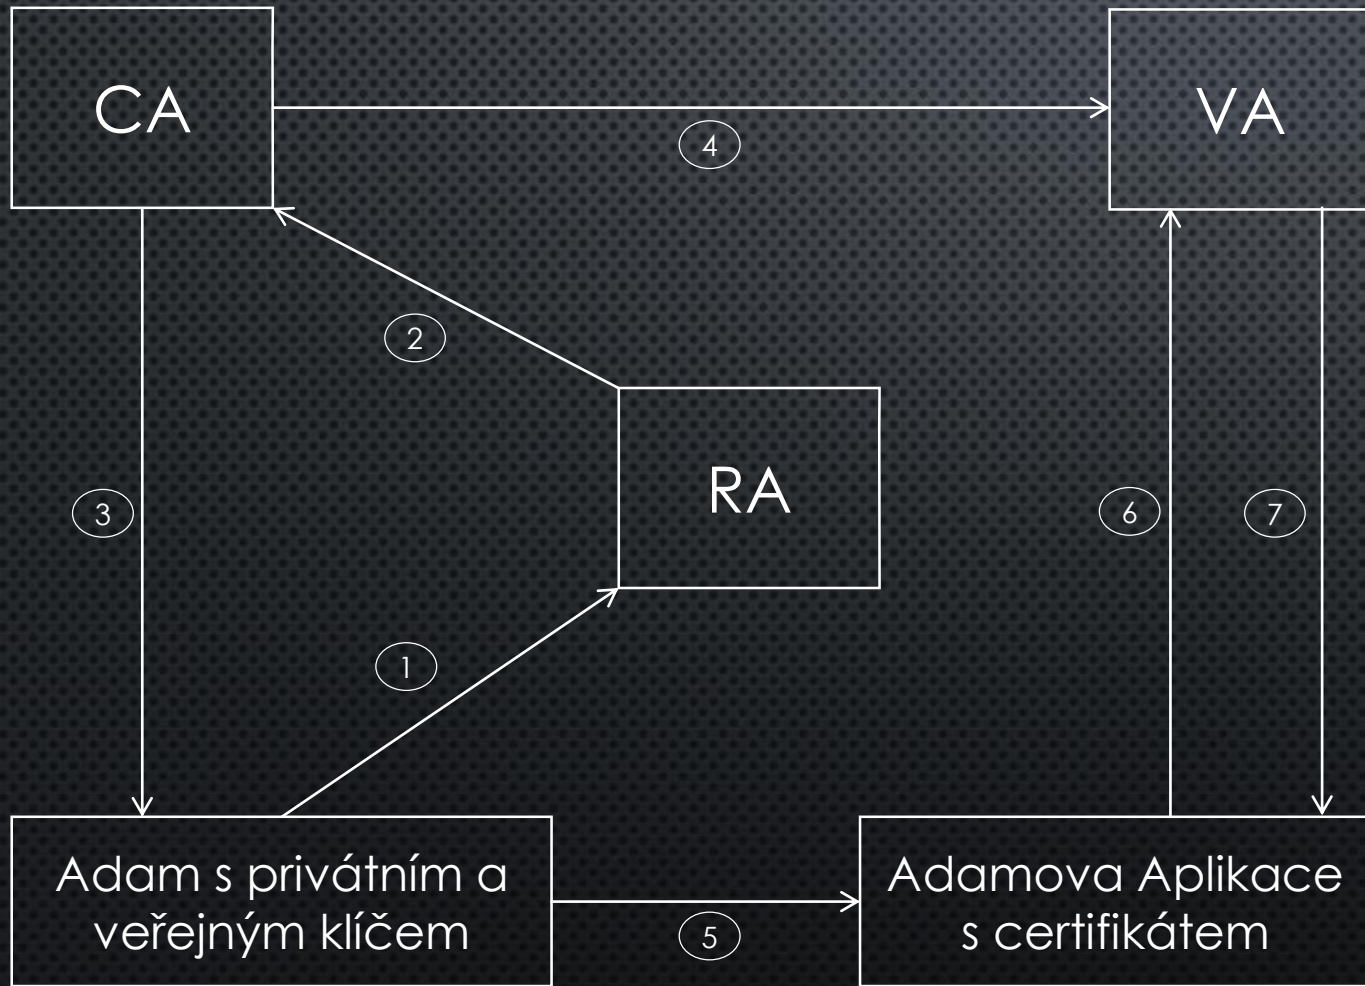 CA
VA
4
2
RA
3
6
7
1
Adam s privátním a
veřejným klíčem
5
Adamova Aplikace
s certifikátem